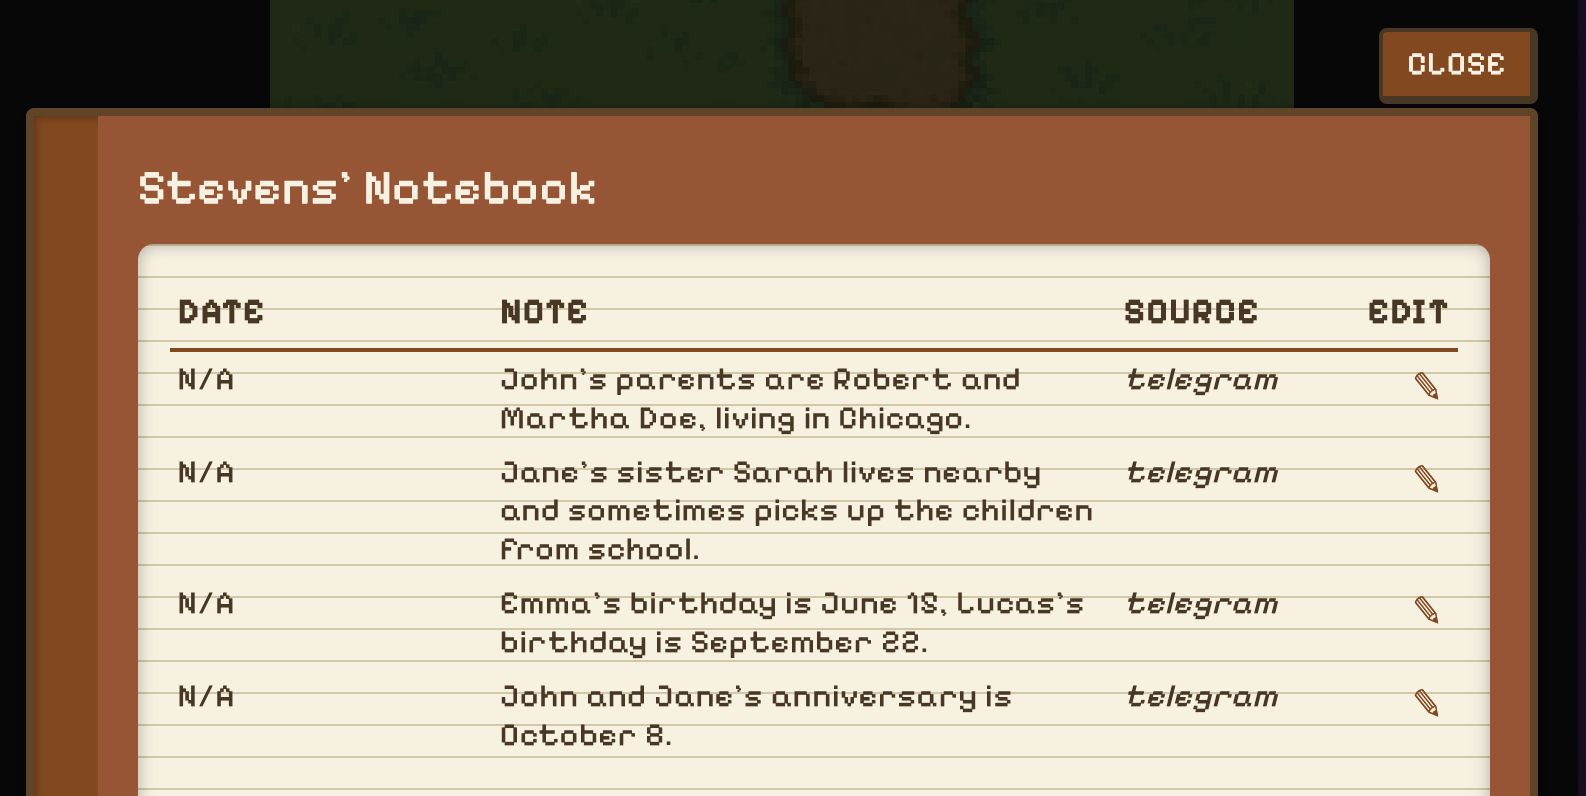 CLOSE
Stevens' Notebook
DATE NOTE SOURCE EDIT
N/A John's parents are Robert and telegram
Martha Doe, living in Chicago.
N/A Jane's sister Sarah lives nearby telegram
and sometimes picks up the children
from school.
N/A Emma's birthday is June 15, Lucas's telegram
birthday is September 22.
N/A John and Jane's anniversary is telegram
October 8.